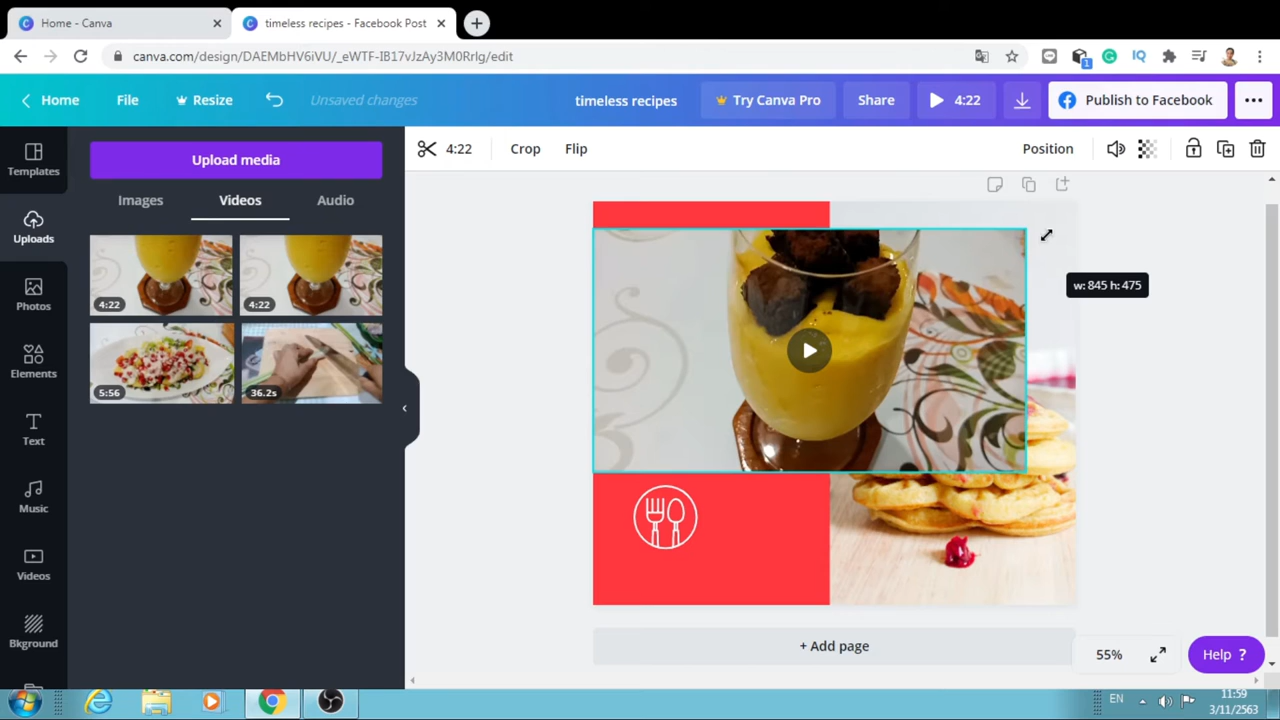 Home - Canva
timeless recipes - Facebook Post
canva.com/design/DAEMbHV6iVU/_eWTF-IB17vJzAy3M0RrIg/edit
IQ
1
Home File Resize Unsaved changes timeless recipes Try Canva Pro Share 4:22 Publish to Facebook
Templates
Uploads
Photos
Elements
Text
Music
Videos
Bkground
Upload media
Images Videos Audio
4:22 4:22
5:56 36.2s
4:22 Crop Flip Position
w: 845 h: 475
+ Add page
55%
Help ?
EN
11:59
3/11/2563